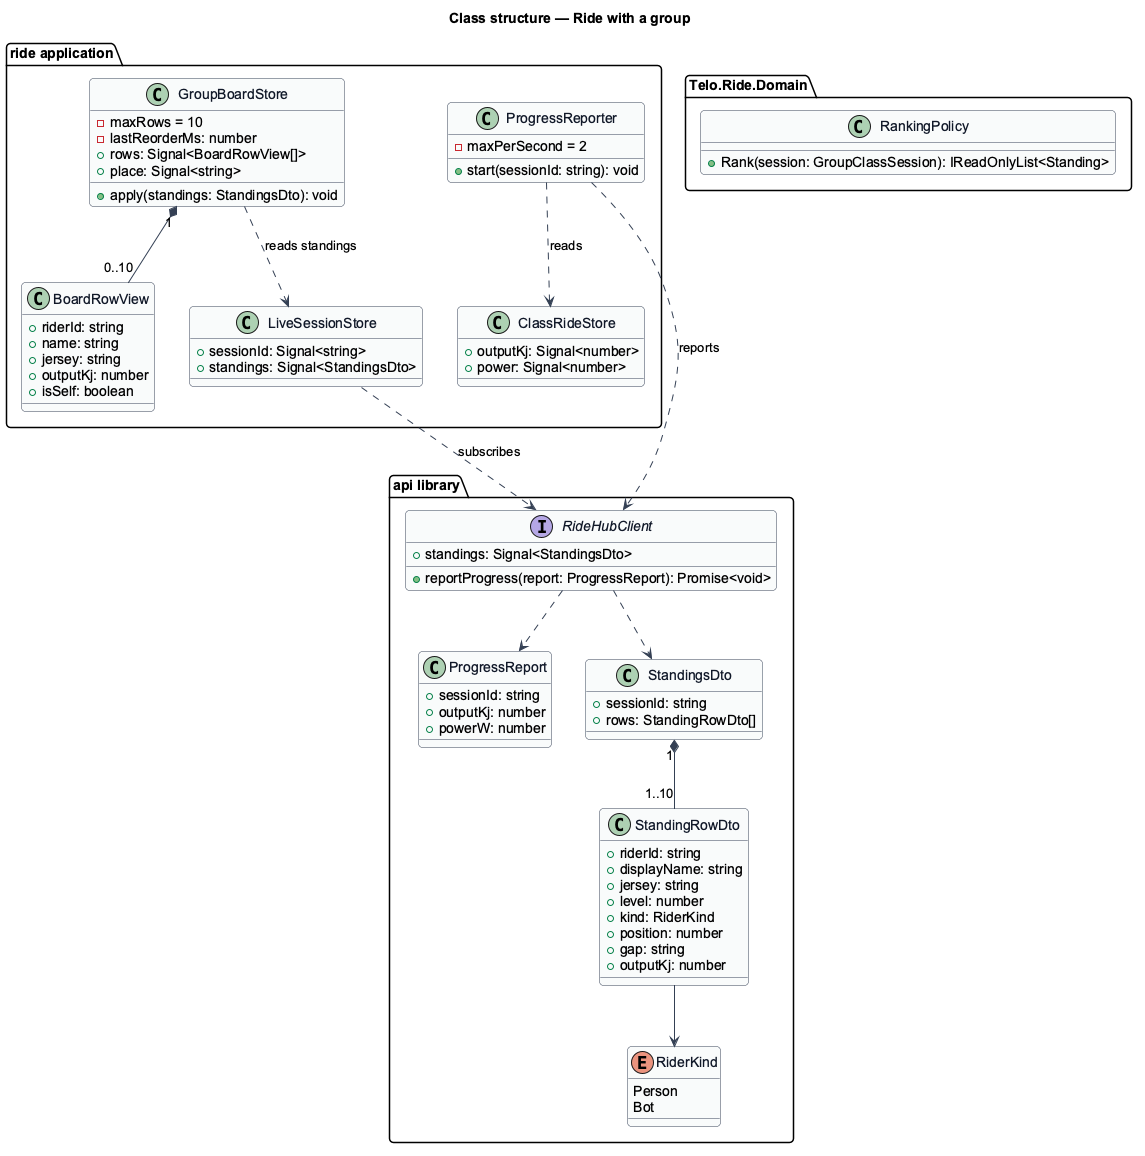 Class structure — Ride with a group
ride application
GroupBoardStore
maxRows = 10
lastReorderMs: number
rows: Signal<BoardRowView[]>
place: Signal<string>
apply(standings: StandingsDto): void
ProgressReporter
maxPerSecond = 2
start(sessionId: string): void
Telo.Ride.Domain
RankingPolicy
Rank(session: GroupClassSession): IReadOnlyList<Standing>
1
reads standings
reads
0..10
BoardRowView
riderId: string
name: string
jersey: string
outputKj: number
isSelf: boolean
LiveSessionStore
sessionId: Signal<string>
standings: Signal<StandingsDto>
ClassRideStore
outputKj: Signal<number>
power: Signal<number>
reports
subscribes
api library
RideHubClient
standings: Signal<StandingsDto>
reportProgress(report: ProgressReport): Promise<void>
ProgressReport
sessionId: string
outputKj: number
powerW: number
StandingsDto
sessionId: string
rows: StandingRowDto[]
1
1..10
StandingRowDto
riderId: string
displayName: string
jersey: string
level: number
kind: RiderKind
position: number
gap: string
outputKj: number
RiderKind
Person
Bot